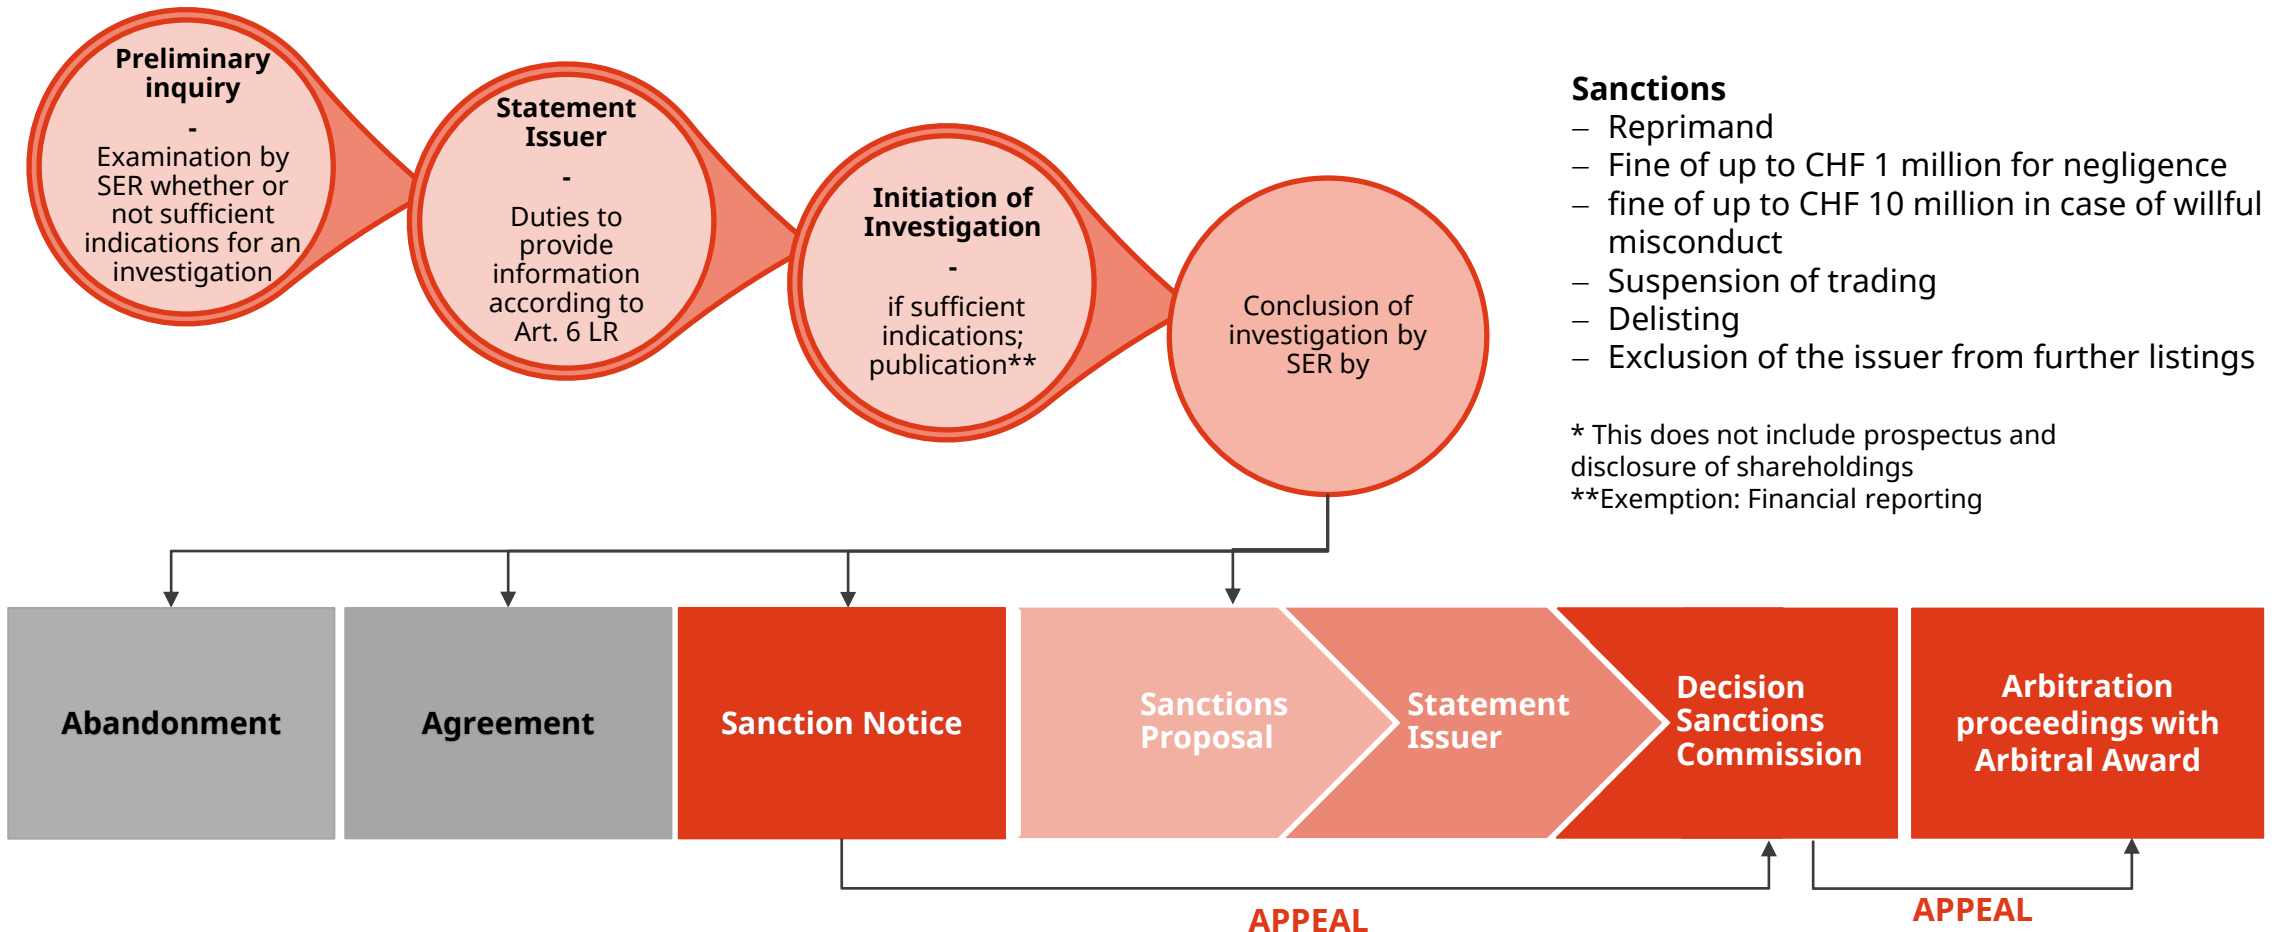 Preliminary
inquiry
-
Examination by
SER whether or
not sufficient
indications for an
investigation
Statement
Issuer
-
Duties to
provide
information
according to
Art. 6 LR
Initiation of
Investigation
-
if sufficient
indications;
publication**
Conclusion of
investigation by
SER by
Sanctions
– Reprimand
– Fine of up to CHF 1 million for negligence
– fine of up to CHF 10 million in case of willful
misconduct
– Suspension of trading
– Delisting
– Exclusion of the issuer from further listings
* This does not include prospectus and
disclosure of shareholdings
**Exemption: Financial reporting
Abandonment
Agreement
Sanction Notice
Sanctions
Proposal
Statement
Issuer
Decision
Sanctions
Commission
Arbitration
proceedings with
Arbitral Award
APPEAL
APPEAL